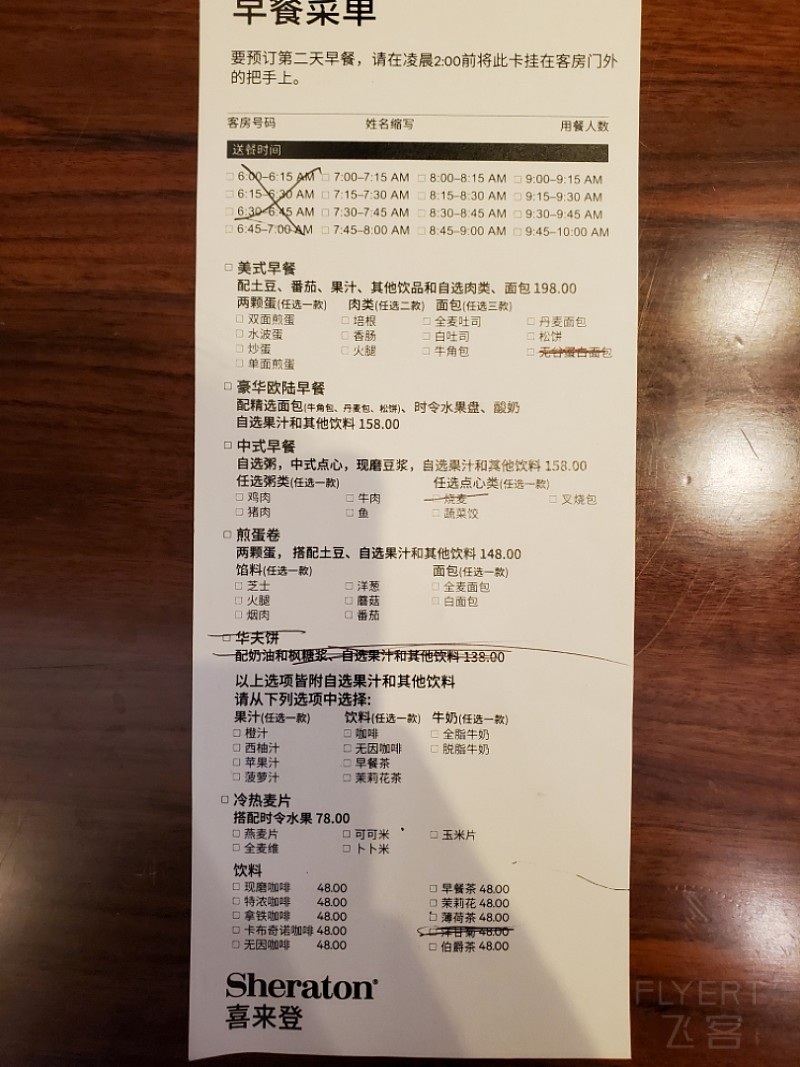 早餐菜单
要预订第二天早餐，请在凌晨2:00前将此卡挂在客房门外
的把手上。
客房号码 姓名缩写 用餐人数
送餐时间
□ 6:00–6:15 AM □ 7:00–7:15 AM □ 8:00–8:15 AM □ 9:00–9:15 AM
□ 6:15–6:30 AM □ 7:15–7:30 AM □ 8:15–8:30 AM □ 9:15–9:30 AM
□ 6:30–6:45 AM □ 7:30–7:45 AM □ 8:30–8:45 AM □ 9:30–9:45 AM
□ 6:45–7:00 AM □ 7:45–8:00 AM □ 8:45–9:00 AM □ 9:45–10:00 AM
□ 美式早餐
配土豆、番茄、果汁、其他饮品和自选肉类、面包 198.00
两颗蛋(任选一款) 肉类(任选二款) 面包(任选三款)
□ 双面煎蛋 □ 培根 □ 全麦吐司 □ 丹麦面包
□ 水波蛋 □ 香肠 □ 白吐司 □ 松饼
□ 炒蛋 □ 火腿 □ 牛角包 □ 无谷蛋白面包
□ 单面煎蛋
□ 豪华欧陆早餐
配精选面包(牛角包、丹麦包、松饼)、时令水果盘、酸奶
自选果汁和其他饮料 158.00
□ 中式早餐
自选粥，中式点心，现磨豆浆，自选果汁和其他饮料 158.00
任选粥类(任选一款) 任选点心类(任选一款)
□ 鸡肉 □ 牛肉 □ 烧麦 □ 叉烧包
□ 猪肉 □ 鱼 □ 蔬菜饺
□ 煎蛋卷
两颗蛋， 搭配土豆、自选果汁和其他饮料 148.00
馅料(任选一款) 面包(任选一款)
□ 芝士 □ 洋葱 □ 全麦面包
□ 火腿 □ 蘑菇 □ 白面包
□ 烟肉 □ 番茄
□ 华夫饼
配奶油和枫糖浆、自选果汁和其他饮料 138.00
以上选项皆附自选果汁和其他饮料
请从下列选项中选择:
果汁(任选一款) 饮料(任选一款) 牛奶(任选一款)
□ 橙汁 □ 咖啡 □ 全脂牛奶
□ 西柚汁 □ 无因咖啡 □ 脱脂牛奶
□ 苹果汁 □ 早餐茶
□ 菠萝汁 □ 茉莉花茶
□ 冷热麦片
搭配时令水果 78.00
□ 燕麦片 □ 可可米 □ 玉米片
□ 全麦维 □ 卜卜米
饮料
□ 现磨咖啡 48.00 □ 早餐茶 48.00
□ 特浓咖啡 48.00 □ 茉莉花 48.00
□ 拿铁咖啡 48.00 □ 薄荷茶 48.00
□ 卡布奇诺咖啡 48.00 □ 洋甘菊 48.00
□ 无因咖啡 48.00 □ 伯爵茶 48.00
Sheraton®
喜来登
FLYERT
飞客